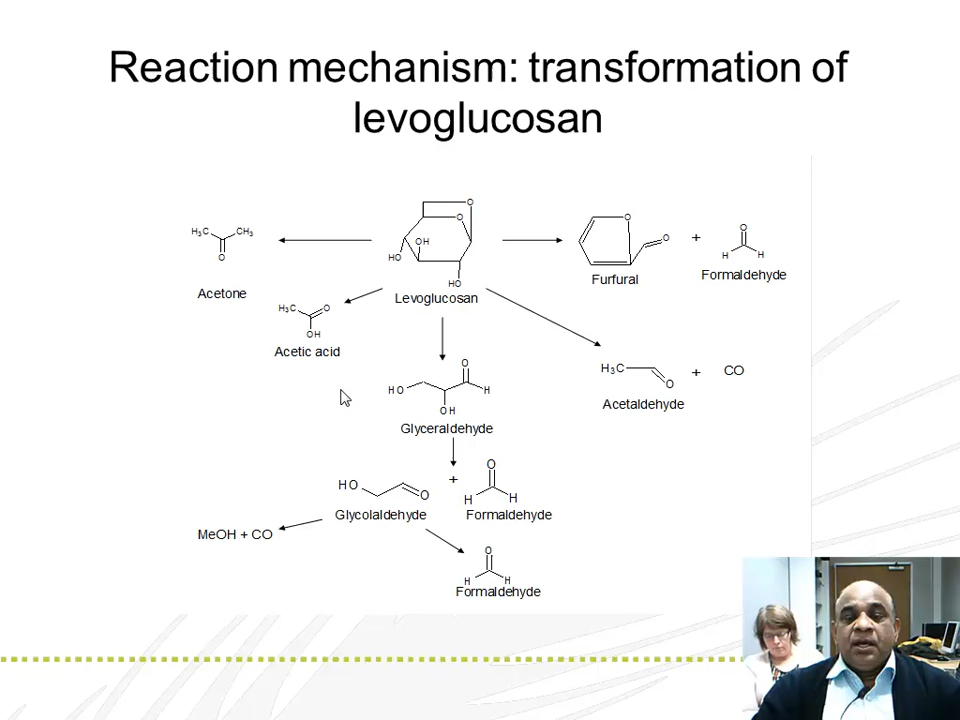 Reaction mechanism: transformation of
levoglucosan
H3C CH3
O
Acetone
O
O
OH
HO
HO
Levoglucosan
O
O
Furfural
+
O
H H
Formaldehyde
H3C O
OH
Acetic acid
O
HO H
OH
Glyceraldehyde
H3C
O
Acetaldehyde
+ CO
HO
O
Glycolaldehyde
+
O
H H
Formaldehyde
MeOH + CO
O
H H
Formaldehyde